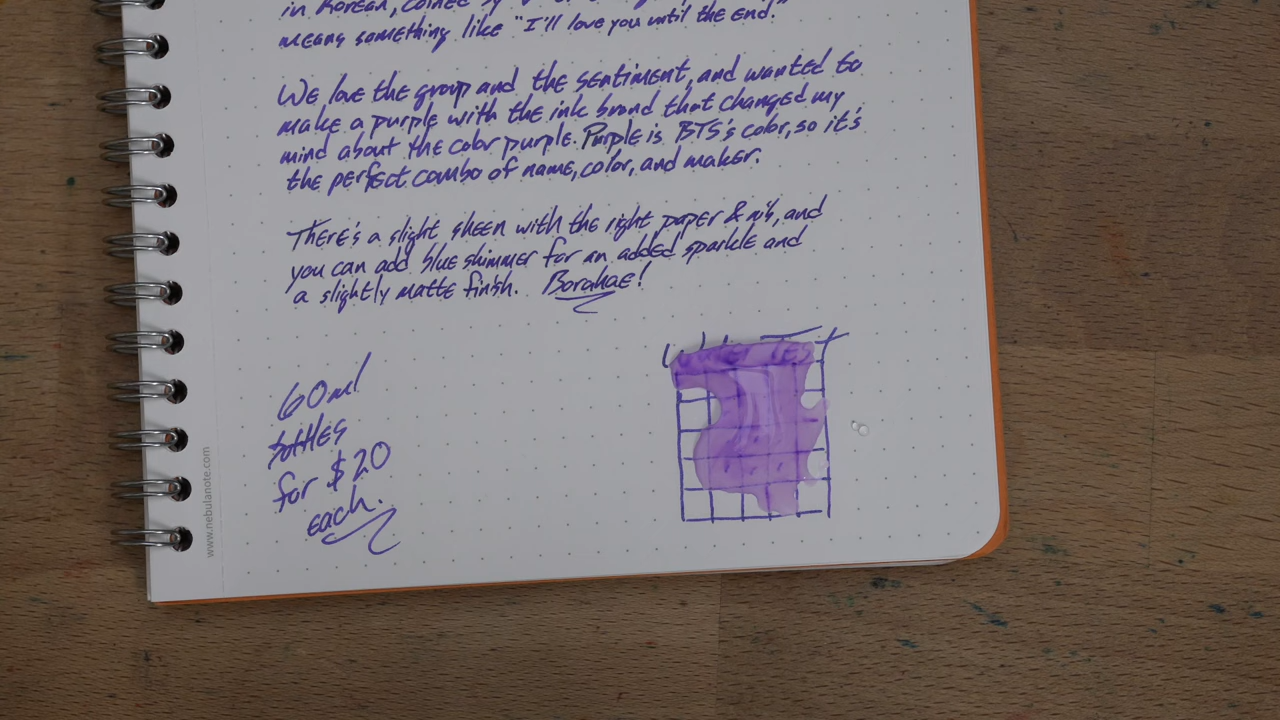 in Korean, coined by
means something like "I'll love you until the end."
We love the group and the sentiment, and wanted to
make a purple with the ink brand that changed my
mind about the color purple. Purple is BTS's color, so it's
the perfect combo of name, color, and maker.
There's a slight sheen with the right paper & nib, and
you can add blue shimmer for an added sparkle and
a slightly matte finish. Borahae!
60ml
bottles
for $20
each.
www.nebulanote.com